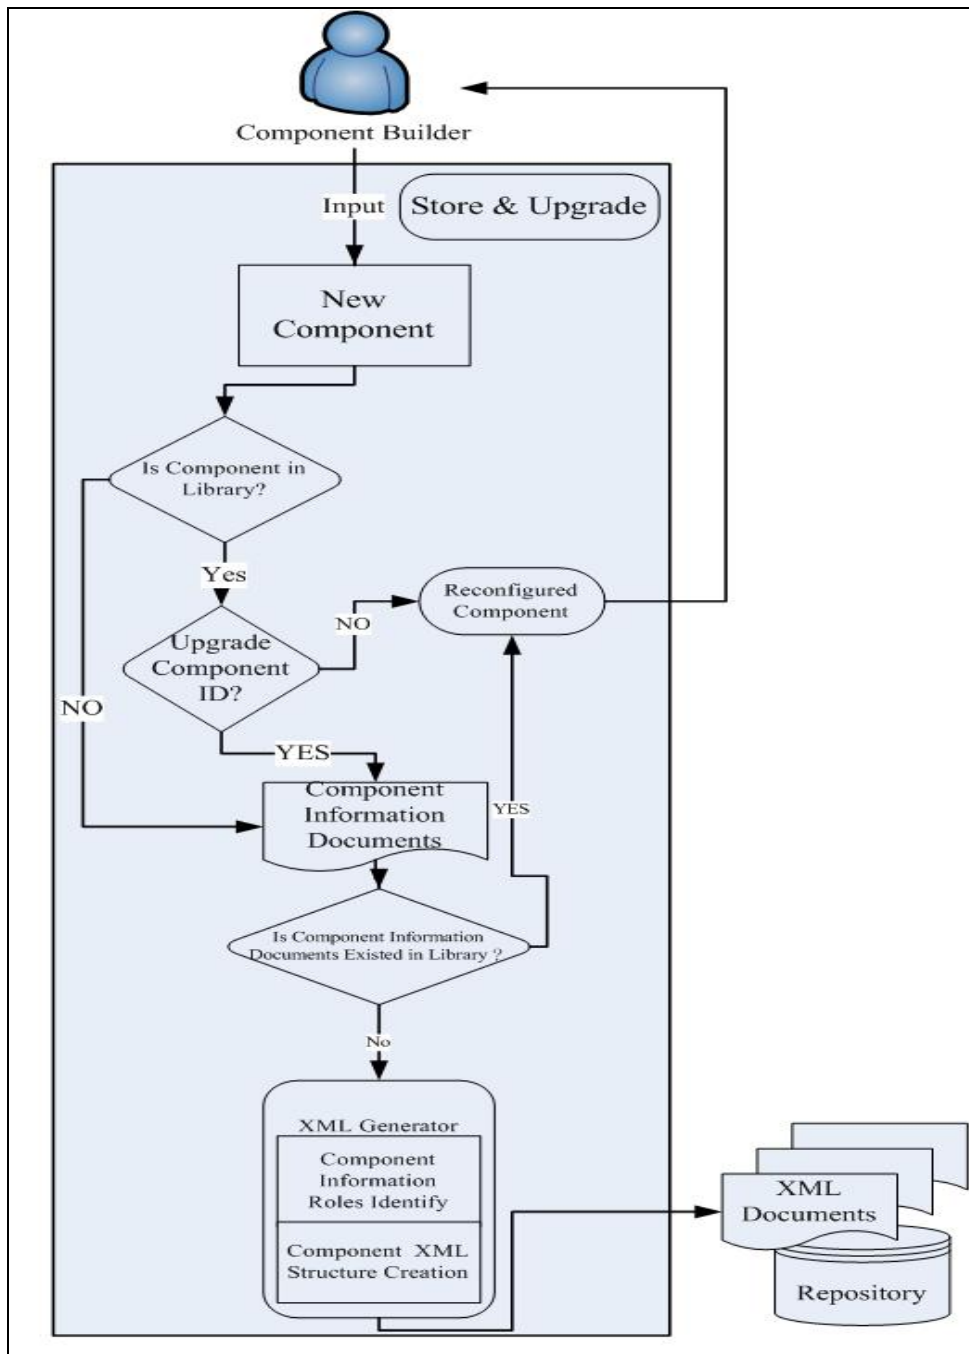 Component Builder
Input
Store & Upgrade
New
Component
Is Component in
Library?
Yes
Upgrade
Component
ID?
NO
Reconfigured
Component
NO
YES
Component
Information
Documents
YES
Is Component Information
Documents Existed in Library ?
No
XML Generator
Component
Information
Roles Identify
Component XML
Structure Creation
XML
Documents
Repository